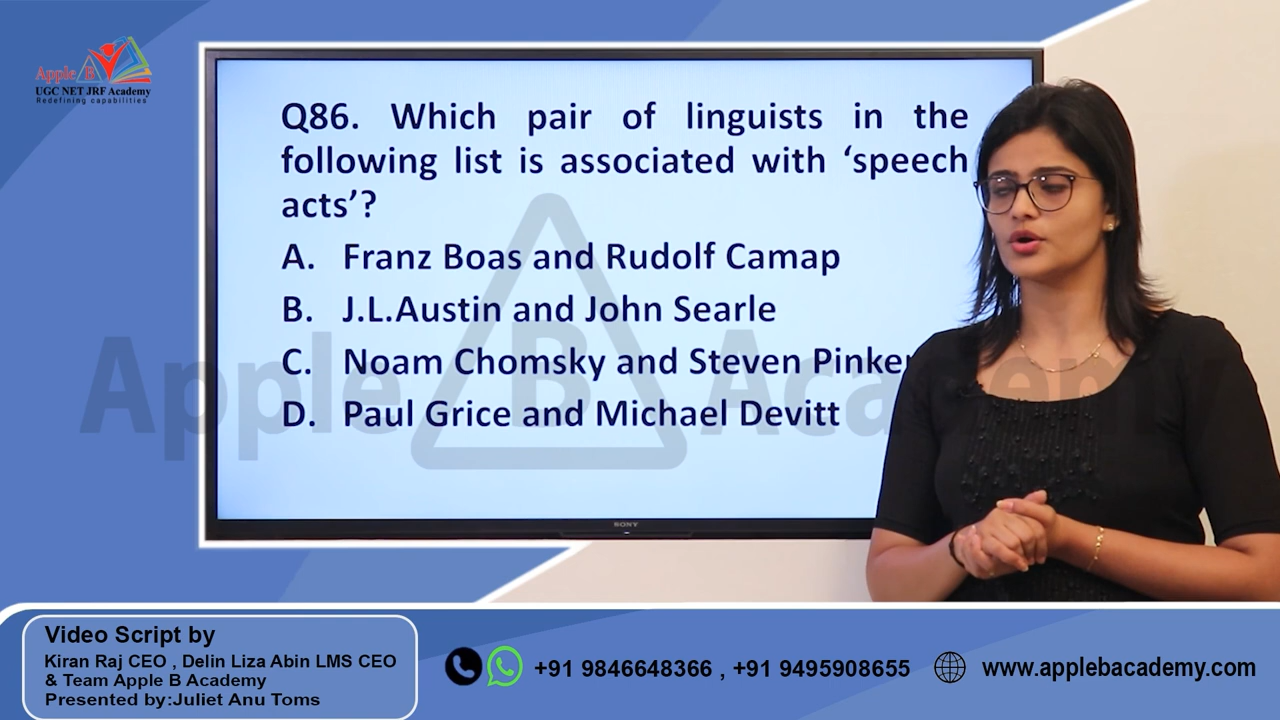 Apple B
UGC NET JRF Academy
Redefining capabilities
Q86. Which pair of linguists in the
following list is associated with ‘speech
acts’?
A. Franz Boas and Rudolf Camap
B. J.L.Austin and John Searle
C. Noam Chomsky and Steven Pinker
D. Paul Grice and Michael Devitt
Apple B Academy
SONY
Video Script by
Kiran Raj CEO , Delin Liza Abin LMS CEO
& Team Apple B Academy
Presented by:Juliet Anu Toms
+91 9846648366 , +91 9495908655
www.applebacademy.com